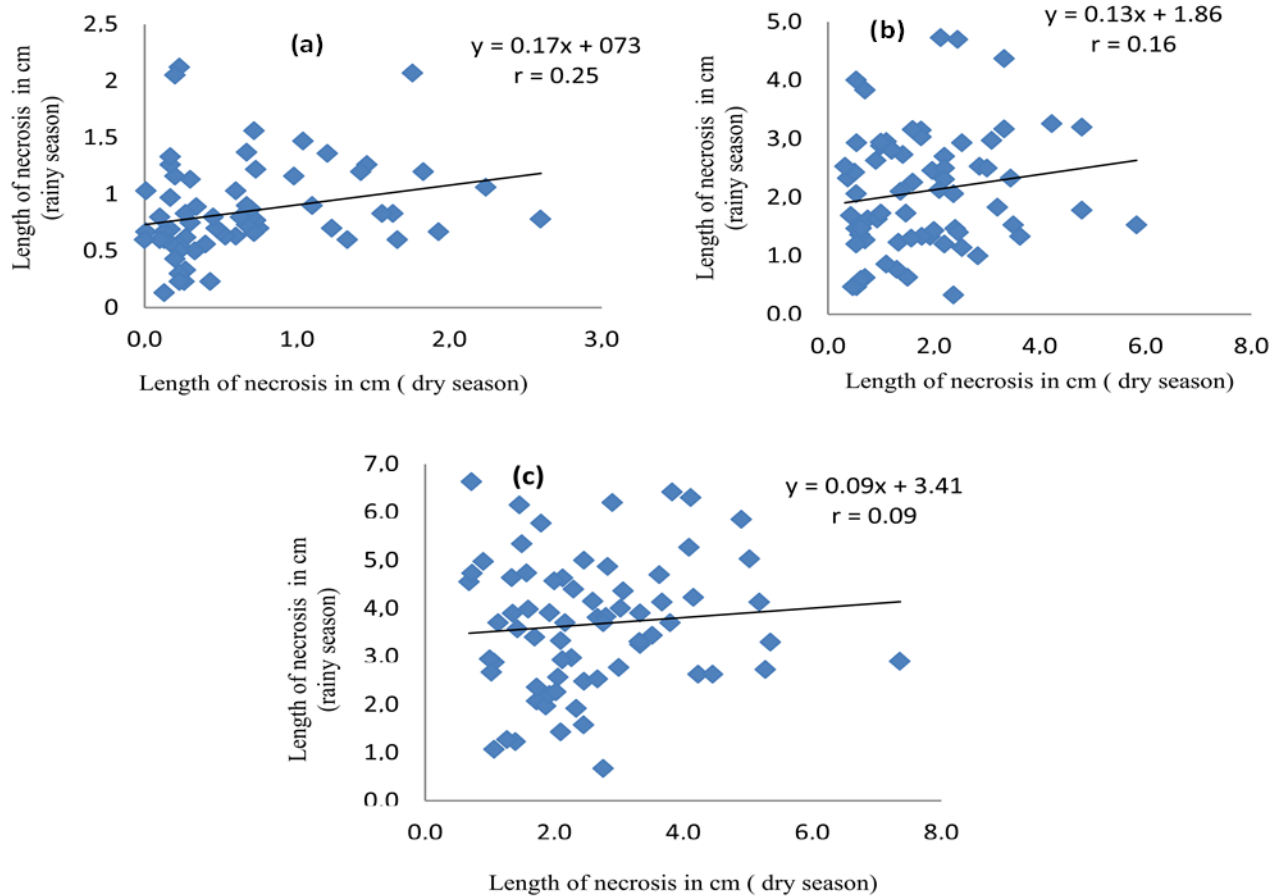 (a)
y = 0.17x + 073
r = 0.25
Length of necrosis in cm
(rainy season)
2.5
2
1.5
1
0.5
0
0,0 1,0 2,0 3,0
Length of necrosis in cm ( dry season)
(b)
y = 0.13x + 1.86
r = 0.16
Length of necrosis in cm
(rainy season)
5.0
4.0
3.0
2.0
1.0
0.0
0.0 2.0 4.0 6.0 8.0
Length of necrosis in cm ( dry season)
(c)
y = 0.09x + 3.41
r = 0.09
Length of necrosis in cm
(rainy season)
7.0
6.0
5.0
4.0
3.0
2.0
1.0
0.0
0.0 2.0 4.0 6.0 8.0
Length of necrosis in cm ( dry season)